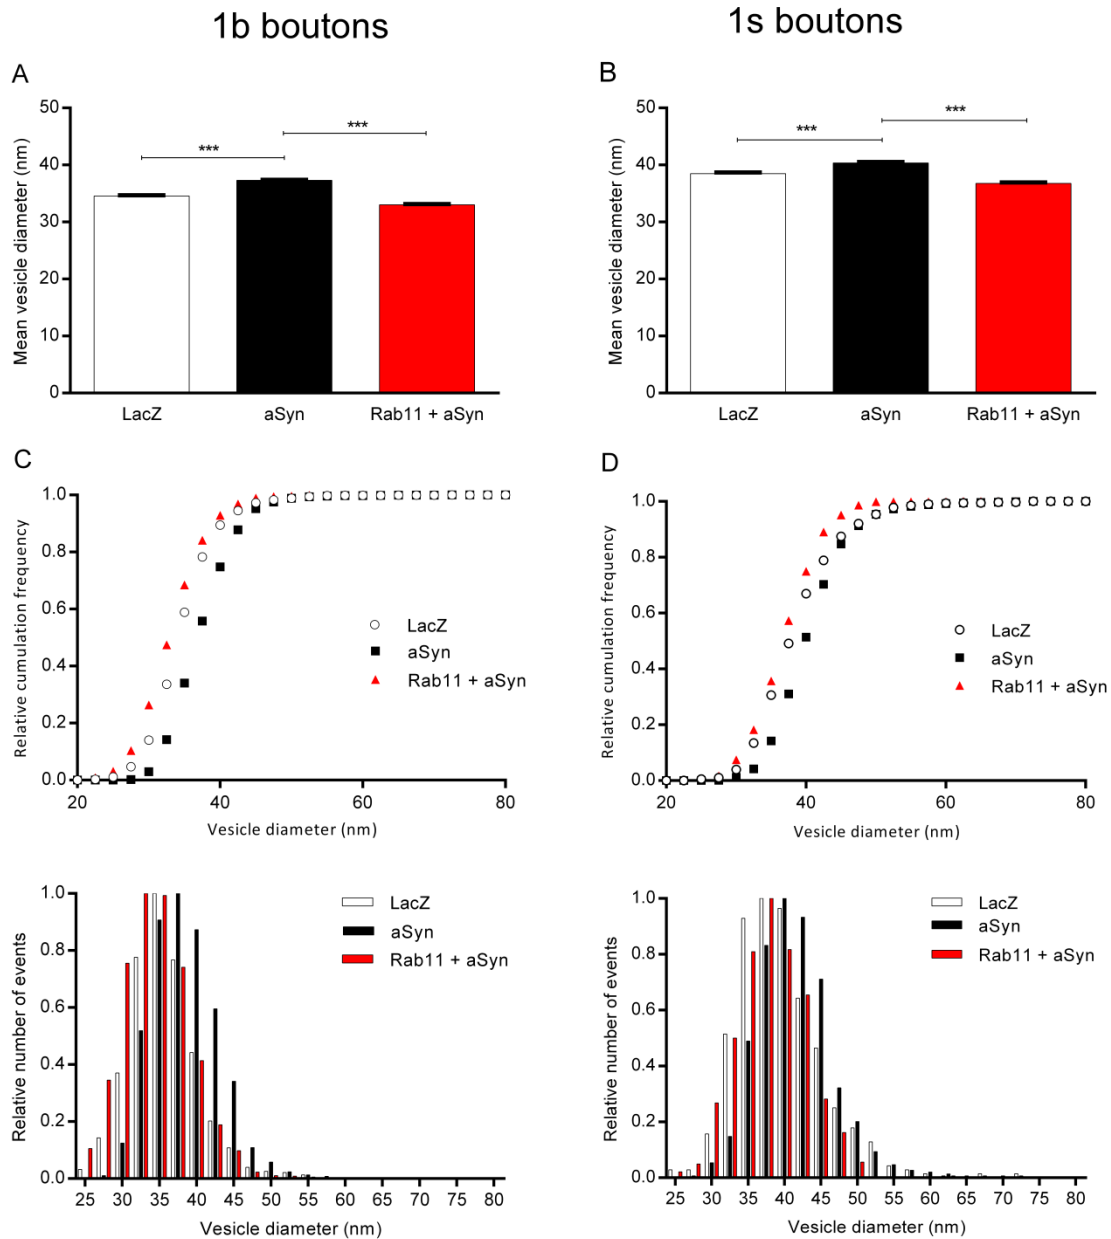 1b boutons
1s boutons
A
Mean vesicle diameter (nm)
50
40
30
20
10
0
***
***
LacZ
aSyn
Rab11 + aSyn
B
Mean vesicle diameter (nm)
50
40
30
20
10
0
***
***
LacZ
aSyn
Rab11 + aSyn
C
Relative cumulation frequency
1.0
0.8
0.6
0.4
0.2
0.0
LacZ
aSyn
Rab11 + aSyn
20
40
60
80
Vesicle diameter (nm)
D
Relative cumulation frequency
1.0
0.8
0.6
0.4
0.2
0.0
LacZ
aSyn
Rab11 + aSyn
20
40
60
80
Vesicle diameter (nm)
Relative number of events
1.0
0.8
0.6
0.4
0.2
0.0
LacZ
aSyn
Rab11 + aSyn
25 30 35 40 45 50 55 60 65 70 75 80
Vesicle diameter (nm)
Relative number of events
1.0
0.8
0.6
0.4
0.2
0.0
LacZ
aSyn
Rab11 + aSyn
25 30 35 40 45 50 55 60 65 70 75 80
Vesicle diameter (nm)